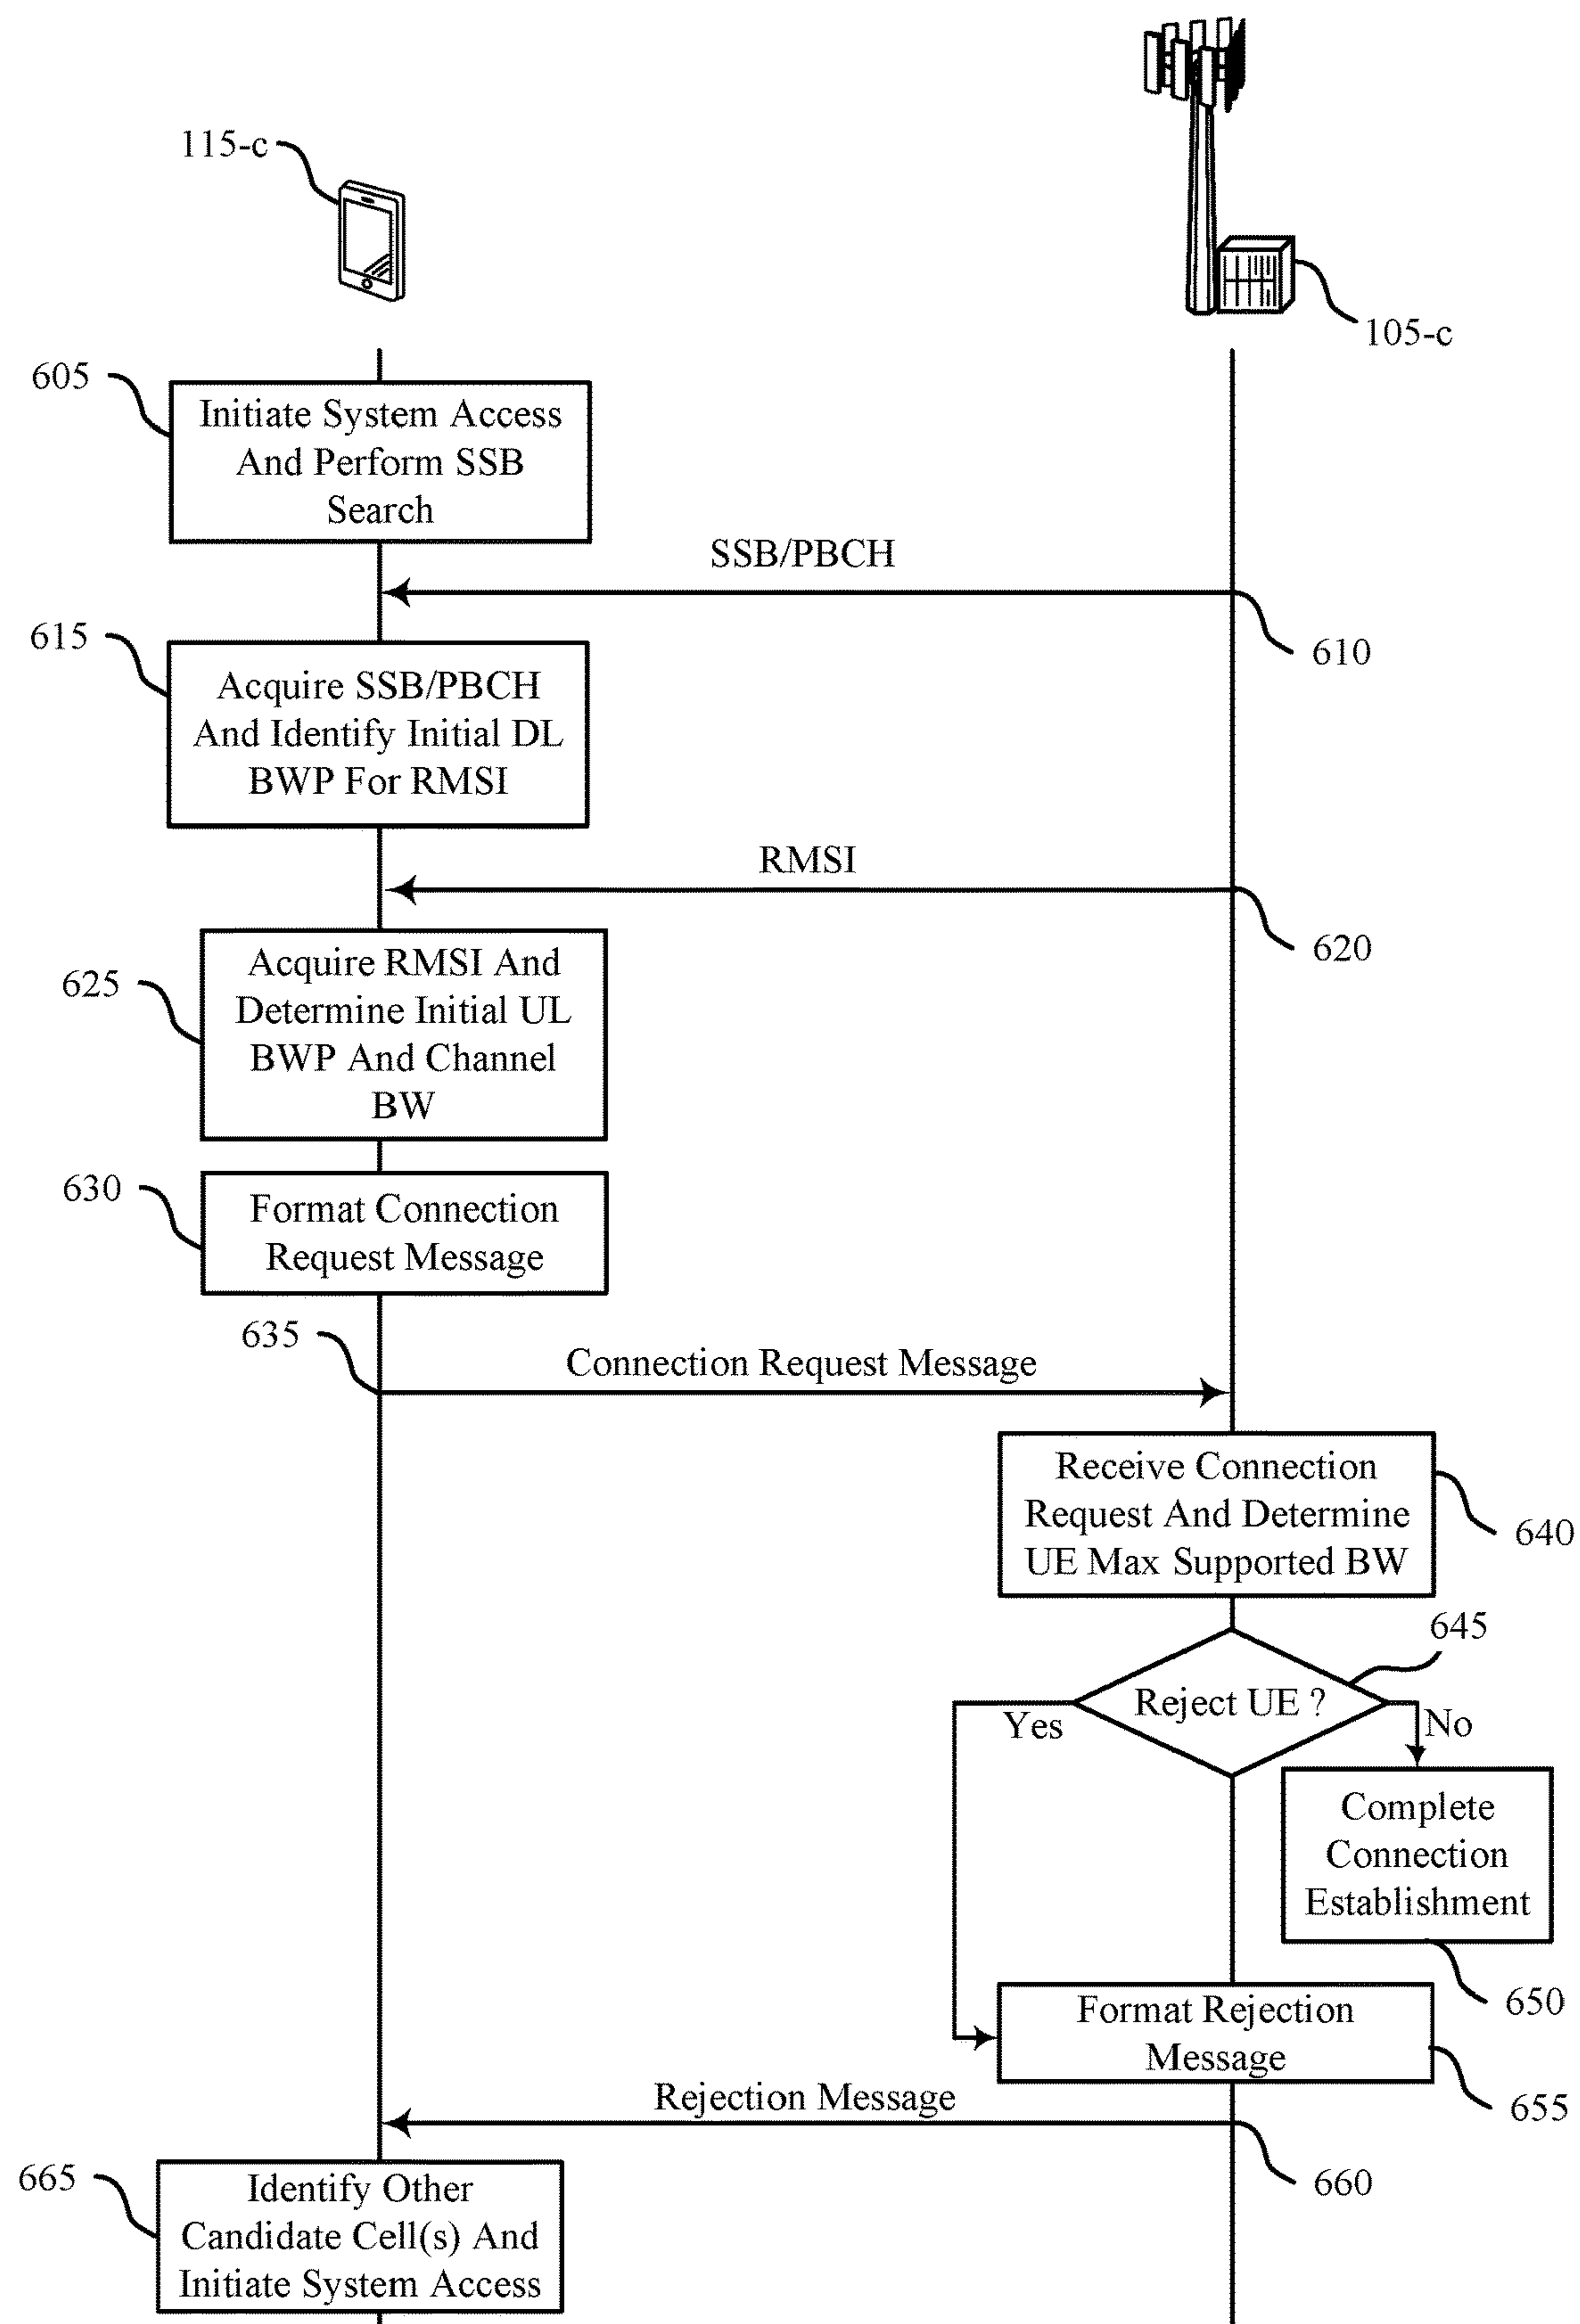 115-c
105-c
605
Initiate System Access
And Perform SSB
Search
SSB/PBCH
610
615
Acquire SSB/PBCH
And Identify Initial DL
BWP For RMSI
RMSI
620
625
Acquire RMSI And
Determine Initial UL
BWP And Channel
BW
630
Format Connection
Request Message
635
Connection Request Message
Receive Connection
Request And Determine
UE Max Supported BW
640
645
Reject UE ?
Yes
No
Complete
Connection
Establishment
650
Format Rejection
Message
655
Rejection Message
660
665
Identify Other
Candidate Cell(s) And
Initiate System Access